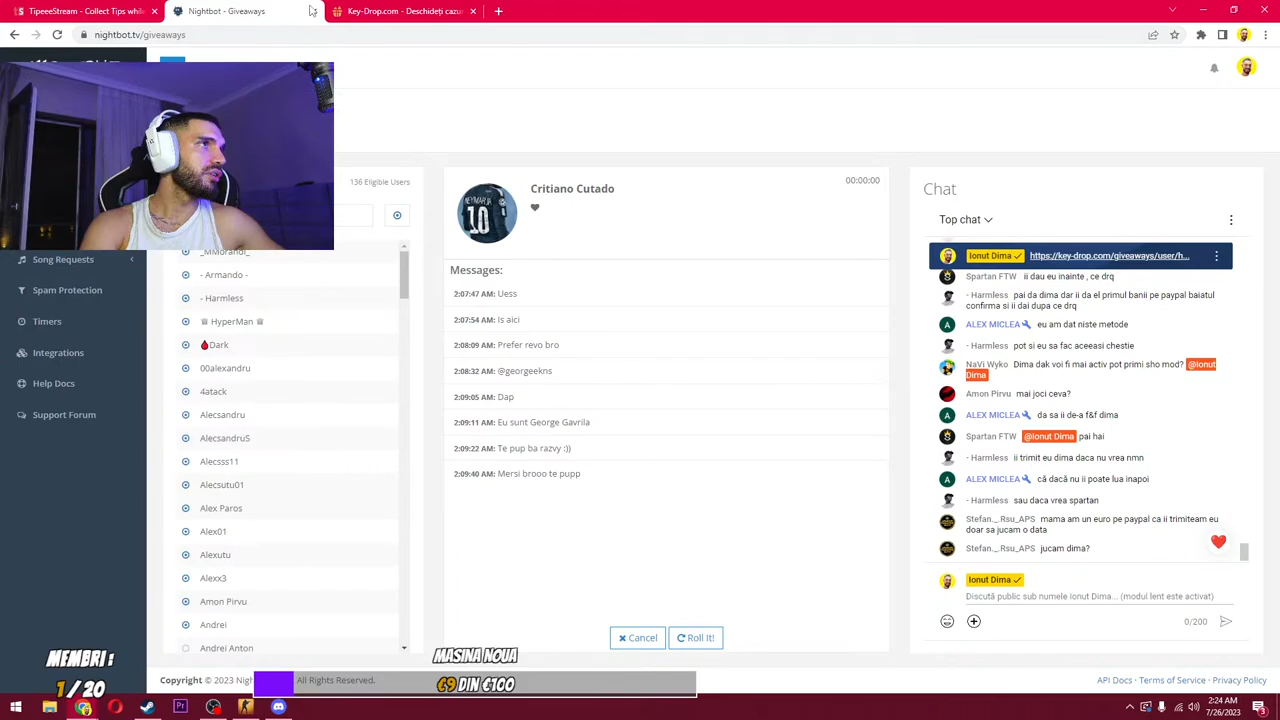 TipeeeStream - Collect Tips while
Nightbot - Giveaways
Key-Drop.com - Deschideți cazu
nightbot.tv/giveaways
136 Eligible Users
_MMorandi_
- Armando -
- Harmless
♕ HyperMan ♕
🩸Dark
00alexandru
4atack
Alecsandru
AlecsandruS
Alecsss11
Alecsutu01
Alex Paros
Alex01
Alexutu
Alexx3
Amon Pirvu
Andrei
Andrei Anton
Song Requests
Spam Protection
Timers
Integrations
Help Docs
Support Forum
Critiano Cutado
00:00:00
NEYMAR JR
10
Messages:
2:07:47 AM: Uess
2:07:54 AM: Is aici
2:08:09 AM: Prefer revo bro
2:08:32 AM: @georgeekns
2:09:05 AM: Dap
2:09:11 AM: Eu sunt George Gavrila
2:09:22 AM: Te pup ba razvy :))
2:09:40 AM: Mersi brooo te pupp
Cancel
Roll It!
Chat
Top chat
Ionut Dima https://key-drop.com/giveaways/user/h...
Spartan FTW ii dau eu inainte , ce drq
- Harmless pai da dima dar ii da el primul banii pe paypal baiatul
confirma si ii dai dupa ce drq
ALEX MICLEA eu am dat niste metode
- Harmless pot si eu sa fac aceeasi chestie
NaVi Wyko Dima dak voi fi mai activ pot primi sho mod? @Ionut
Dima
Amon Pirvu mai joci ceva?
ALEX MICLEA da sa ii de-a f&f dima
Spartan FTW @Ionut Dima pai hai
- Harmless ii trimit eu dima daca nu vrea nmn
ALEX MICLEA că dacă nu ii poate lua inapoi
- Harmless sau daca vrea spartan
Stefan._.Rsu_APS mama am un euro pe paypal ca ii trimiteam eu
doar sa jucam o data
Stefan._.Rsu_APS jucam dima?
Ionut Dima
Discută public sub numele Ionut Dima... (modul lent este activat)
0/200
MEMBRI :
1/20
MASINA NOUA
€9 DIN €100
Copyright © 2023 Nigh
All Rights Reserved.
API Docs - Terms of Service - Privacy Policy
2:24 AM
7/26/2023
3